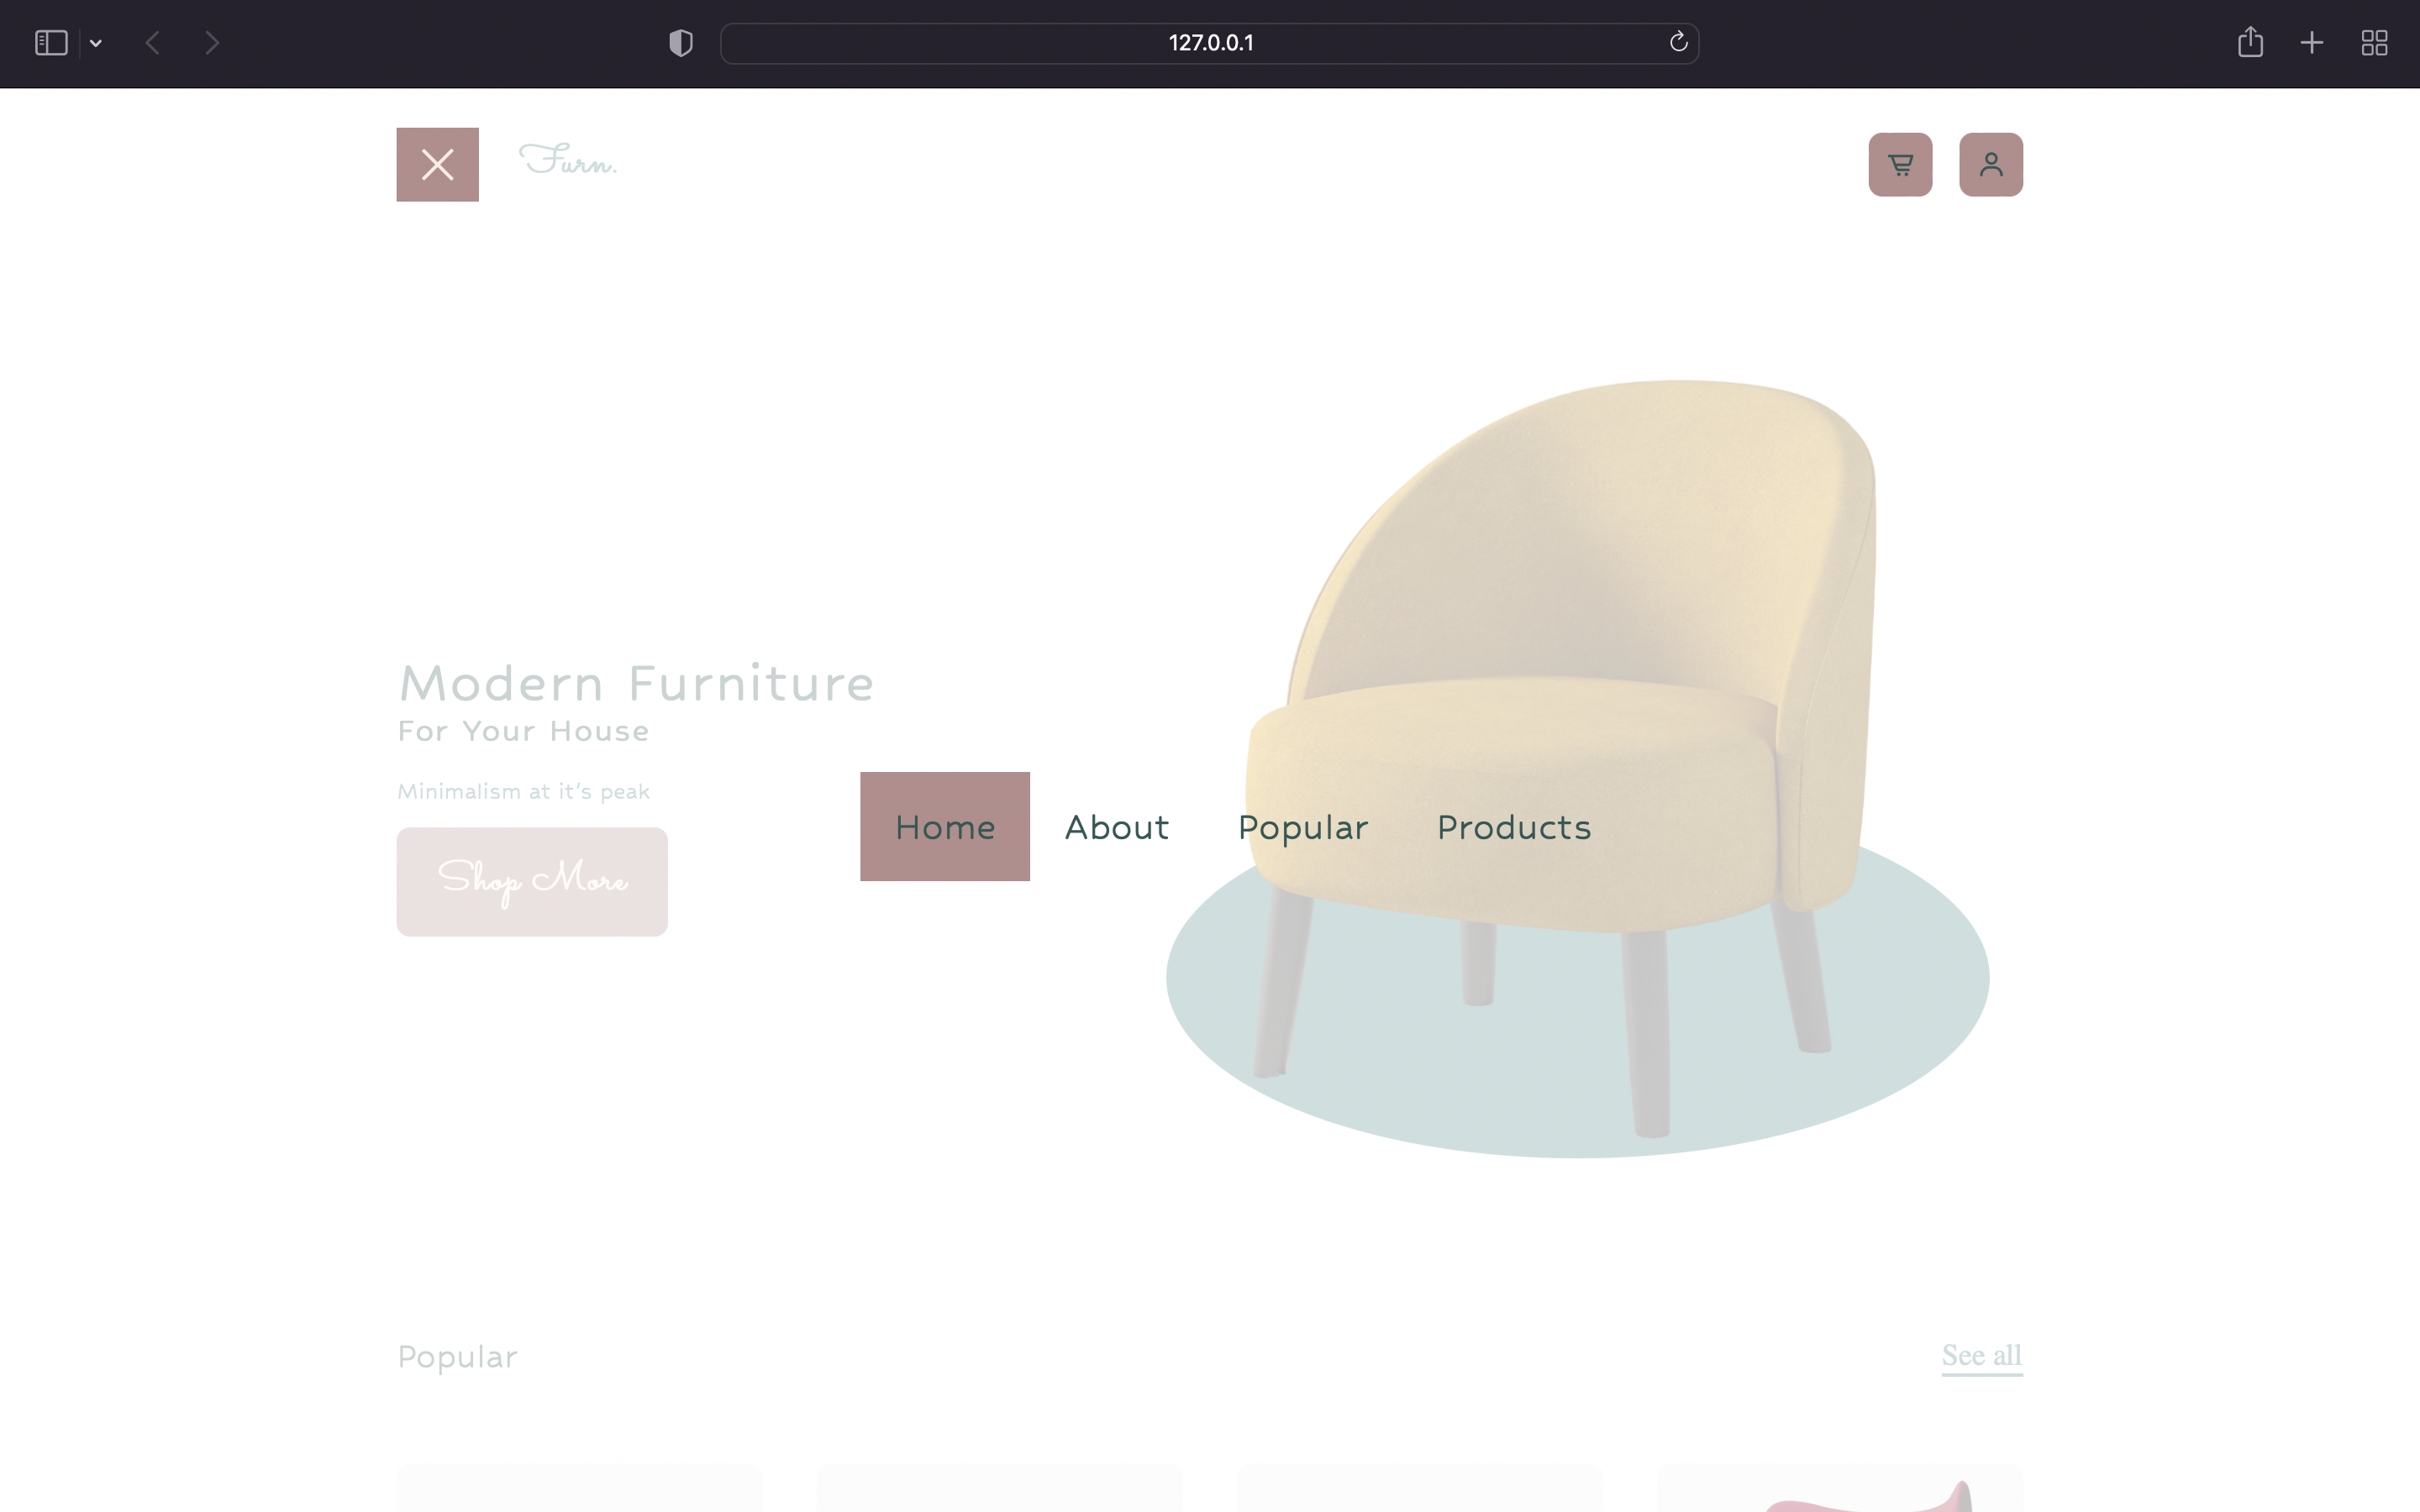 127.0.0.1
Furn.
Modern Furniture
For Your House
Minimalism at it's peak
Shop More
Home About Popular Products
Popular See all